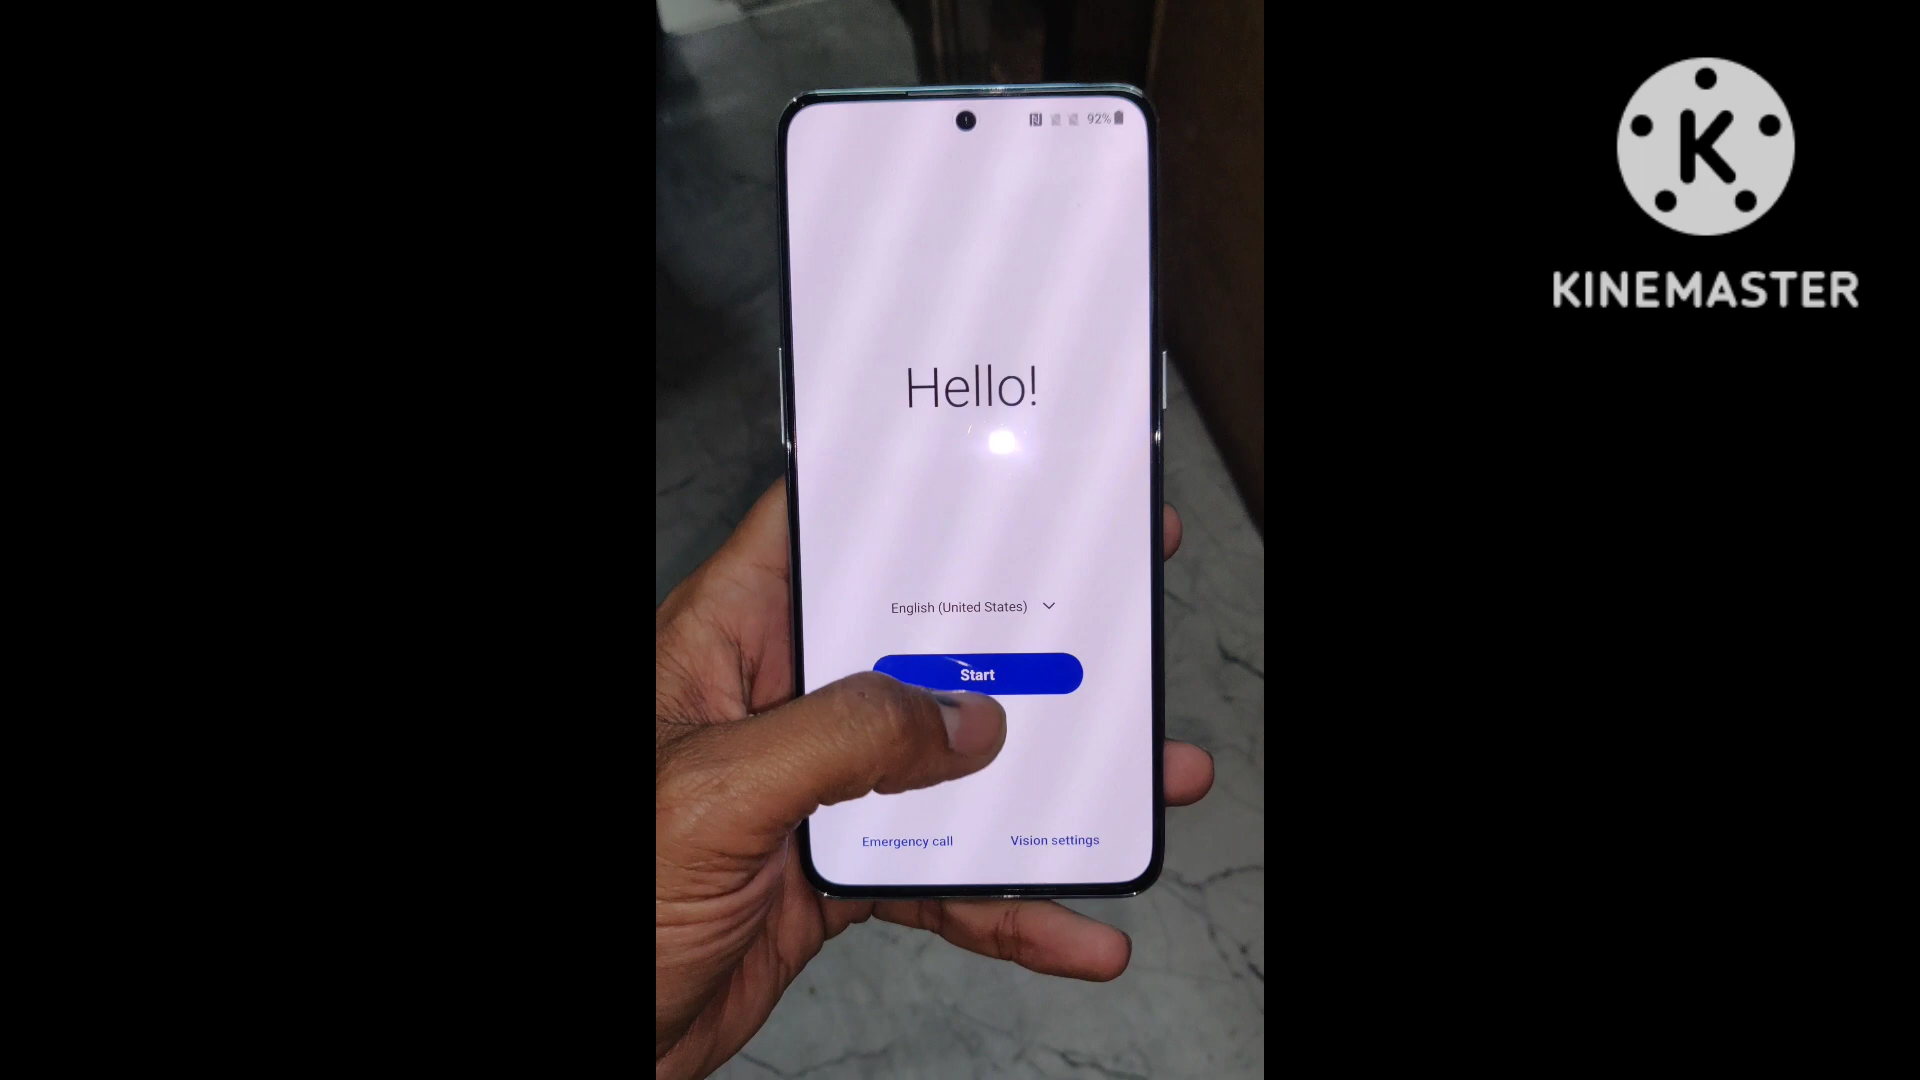 92%
K
KINEMASTER
Hello!
English (United States)
Start
Emergency call
Vision settings